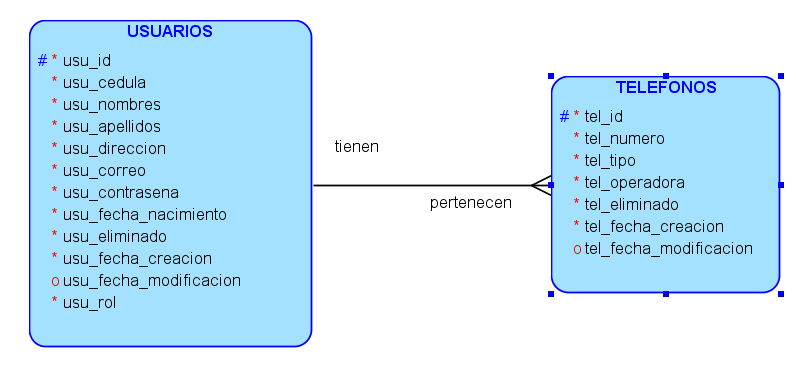 USUARIOS
# * usu_id
* usu_cedula
* usu_nombres
* usu_apellidos
* usu_direccion
* usu_correo
* usu_contrasena
* usu_fecha_nacimiento
* usu_eliminado
* usu_fecha_creacion
o usu_fecha_modificacion
* usu_rol
tienen
pertenecen
TELEFONOS
# * tel_id
* tel_numero
* tel_tipo
* tel_operadora
* tel_eliminado
* tel_fecha_creacion
o tel_fecha_modificacion